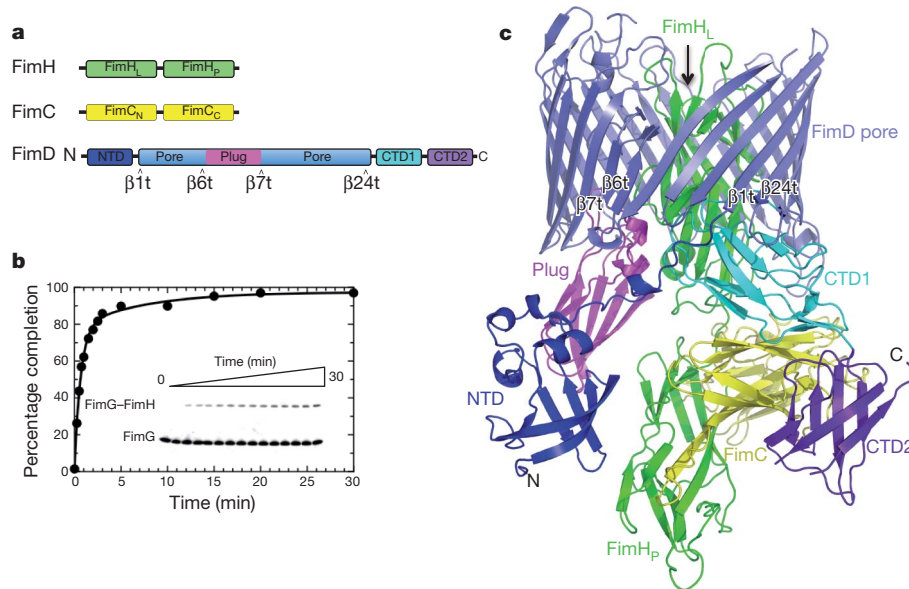 a
FimH
FimH_L FimH_P
FimC
FimC_N FimC_C
FimD N NTD Pore Plug Pore CTD1 CTD2 C
β1t β6t β7t β24t
b
Percentage completion
100
80
60
40
20
0
Time (min)
0 30
FimG–FimH
FimG
0 5 10 15 20 25 30
Time (min)
c
FimH_L
FimD pore
β6t
β7t
β1t β24t
Plug
CTD1
NTD
N
C
FimC
CTD2
FimH_P